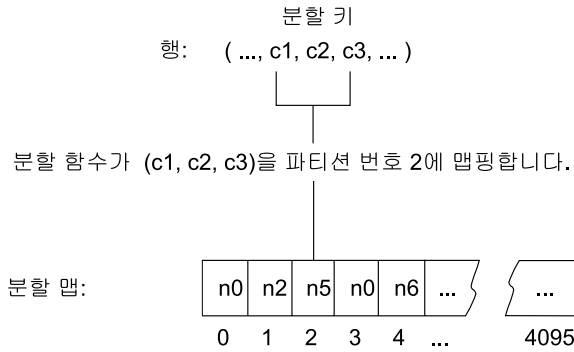 분할 키
행: ( ..., c1, c2, c3, ... )
분할 함수가 (c1, c2, c3)을 파티션 번호 2에 맵핑합니다.
분할 맵: n0 n2 n5 n0 n6 ... ...
0 1 2 3 4 ... 4095